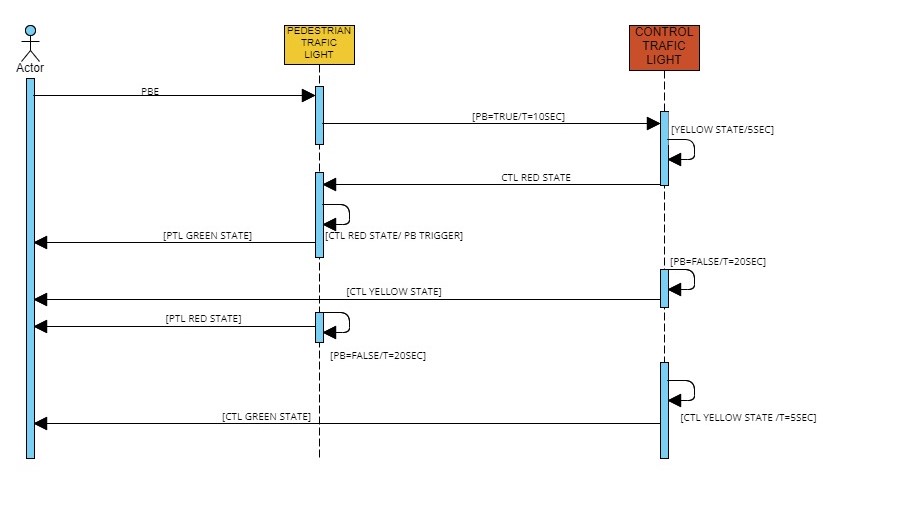 PEDESTRIAN
TRAFIC
LIGHT
CONTROL
TRAFIC
LIGHT
Actor
PBE
[PB=TRUE/T=10SEC]
[YELLOW STATE/5SEC]
CTL RED STATE
[PTL GREEN STATE]
[CTL RED STATE/ PB TRIGGER]
[PB=FALSE/T=20SEC]
[CTL YELLOW STATE]
[PTL RED STATE]
[PB=FALSE/T=20SEC]
[CTL GREEN STATE]
[CTL YELLOW STATE /T=5SEC]